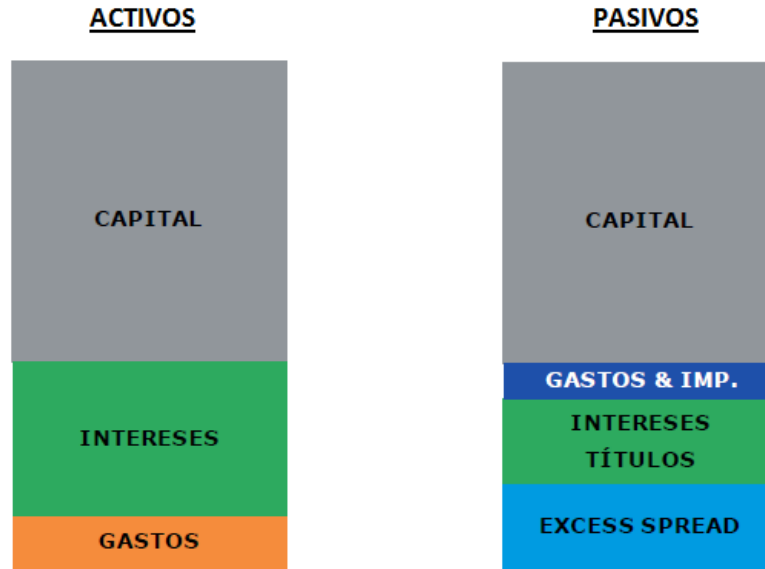 ACTIVOS
CAPITAL
INTERESES
GASTOS
PASIVOS
CAPITAL
GASTOS & IMP.
INTERESES
TÍTULOS
EXCESS SPREAD